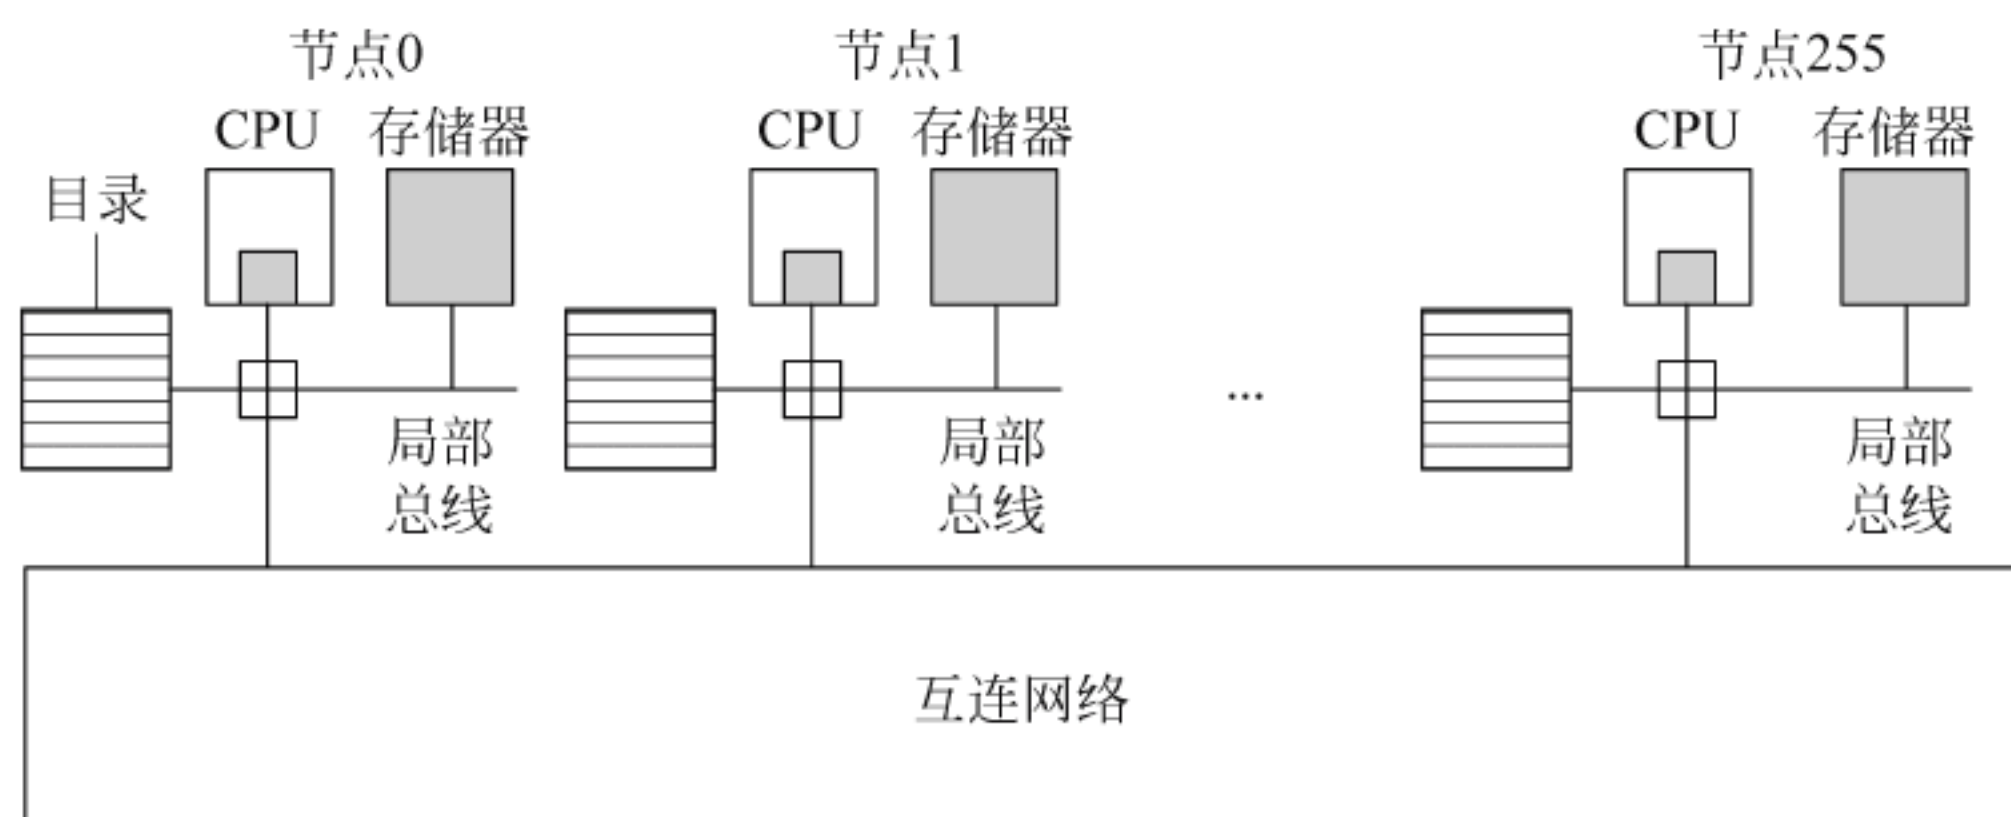 节点0 节点1 节点255
CPU 存储器 CPU 存储器 CPU 存储器
目录
...
局部 局部 局部
总线 总线 总线
互连网络